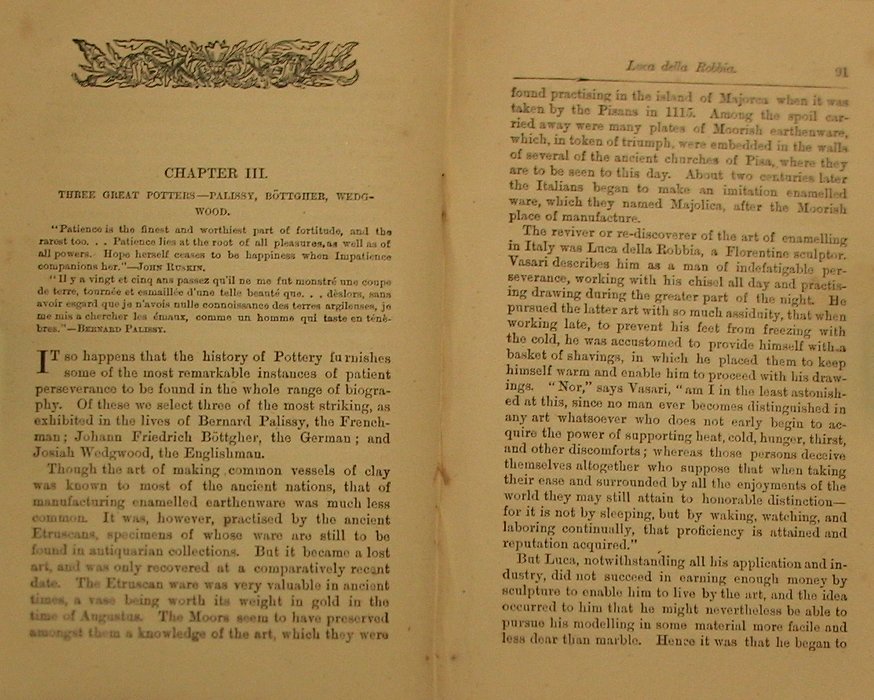 CHAPTER III.
THREE GREAT POTTERS—PALISSY, BÖTTGHER, WEDG-
WOOD.
"Patience is the finest and worthiest part of fortitude, and the
rarest too. . . Patience lies at the root of all pleasures, as well as of
all powers. Hope herself ceases to be happiness when Impatience
companions her."—JOHN RUSKIN.
"Il y a vingt et cinq ans passez qu'il ne me fut monstré une coupe
de terre, tournée et esmaillée d'une telle beauté que. . . dèslors, sans
avoir esgard que je n'avois nulle connoissance des terres argileuses, je
me mis a chercher les émaux, comme un homme qui taste en ténè-
bres."—BERNARD PALISSY.
IT so happens that the history of Pottery furnishes
some of the most remarkable instances of patient
perseverance to be found in the whole range of biogra-
phy. Of these we select three of the most striking, as
exhibited in the lives of Bernard Palissy, the French-
man; Johann Friedrich Böttgher, the German; and
Josiah Wedgwood, the Englishman.
Though the art of making common vessels of clay
was known to most of the ancient nations, that of
manufacturing enamelled earthenware was much less
common. It was, however, practised by the ancient
Etruscans, specimens of whose ware are still to be
found in antiquarian collections. But it became a lost
art, and was only recovered at a comparatively recent
date. The Etruscan ware was very valuable in ancient
times, a vase being worth its weight in gold in the
time of Augustus. The Moors seem to have preserved
amongst them a knowledge of the art, which they were
Luca della Robbia. 91
found practising in the island of Majorca when it was
taken by the Pisans in 1115. Among the spoil car-
ried away were many plates of Moorish earthenware,
which, in token of triumph, were embedded in the walls
of several of the ancient churches of Pisa, where they
are to be seen to this day. About two centuries later
the Italians began to make an imitation enamelled
ware, which they named Majolica, after the Moorish
place of manufacture.
The reviver or re-discoverer of the art of enamelling
in Italy was Luca della Robbia, a Florentine sculptor.
Vasari describes him as a man of indefatigable per-
severance, working with his chisel all day and practis-
ing drawing during the greater part of the night. He
pursued the latter art with so much assiduity, that when
working late, to prevent his feet from freezing with
the cold, he was accustomed to provide himself with a
basket of shavings, in which he placed them to keep
himself warm and enable him to proceed with his draw-
ings. "Nor," says Vasari, "am I in the least astonish-
ed at this, since no man ever becomes distinguished in
any art whatsoever who does not early begin to ac-
quire the power of supporting heat, cold, hunger, thirst,
and other discomforts; whereas those persons deceive
themselves altogether who suppose that when taking
their ease and surrounded by all the enjoyments of the
world they may still attain to honorable distinction—
for it is not by sleeping, but by waking, watching, and
laboring continually, that proficiency is attained and
reputation acquired."
But Luca, notwithstanding all his application and in-
dustry, did not succeed in earning enough money by
sculpture to enable him to live by the art, and the idea
occurred to him that he might nevertheless be able to
pursue his modelling in some material more facile and
less dear than marble. Hence it was that he began to